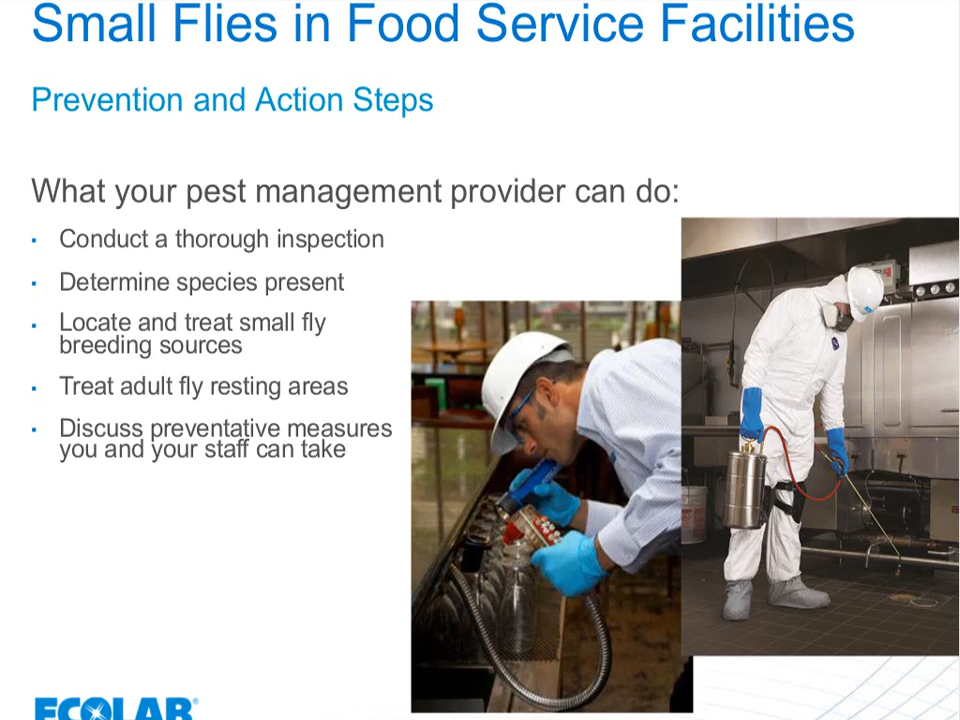 Small Flies in Food Service Facilities
Prevention and Action Steps
What your pest management provider can do:
· Conduct a thorough inspection
· Determine species present
· Locate and treat small fly
breeding sources
· Treat adult fly resting areas
· Discuss preventative measures
you and your staff can take
ECOLAB®